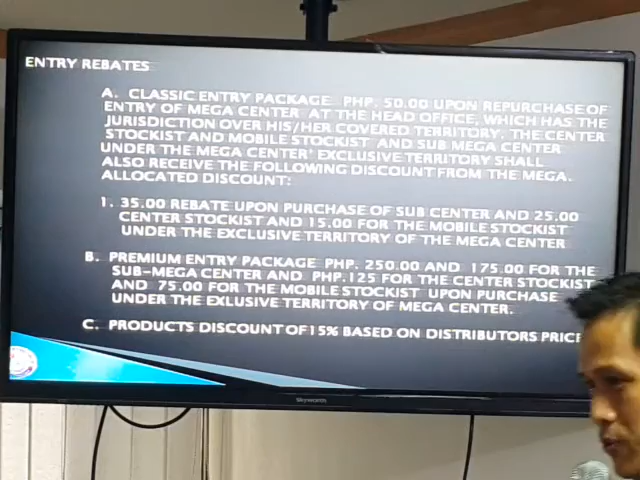 ENTRY REBATES
A. CLASSIC ENTRY PACKAGE PHP. 50.00 UPON REPURCHASE OF
ENTRY OF MEGA CENTER AT THE HEAD OFFICE, WHICH HAS THE
JURISDICTION OVER HIS/HER COVERED TERRITORY. THE CENTER
STOCKIST AND MOBILE STOCKIST AND SUB MEGA CENTER
UNDER THE MEGA CENTER' EXCLUSIVE TERRITORY SHALL
ALSO RECEIVE THE FOLLOWING DISCOUNT FROM THE MEGA.
ALLOCATED DISCOUNT:
1. 35.00 REBATE UPON PURCHASE OF SUB CENTER AND 25.00
CENTER STOCKIST AND 15.00 FOR THE MOBILE STOCKIST
UNDER THE EXCLUSIVE TERRITORY OF THE MEGA CENTER
B. PREMIUM ENTRY PACKAGE PHP. 250.00 AND 175.00 FOR THE
SUB-MEGA CENTER AND PHP.125 FOR THE CENTER STOCKIST
AND 75.00 FOR THE MOBILE STOCKIST UPON PURCHASE
UNDER THE EXLUSIVE TERRITORY OF MEGA CENTER.
C. PRODUCTS DISCOUNT OF 15% BASED ON DISTRIBUTORS PRICE
Skyworth